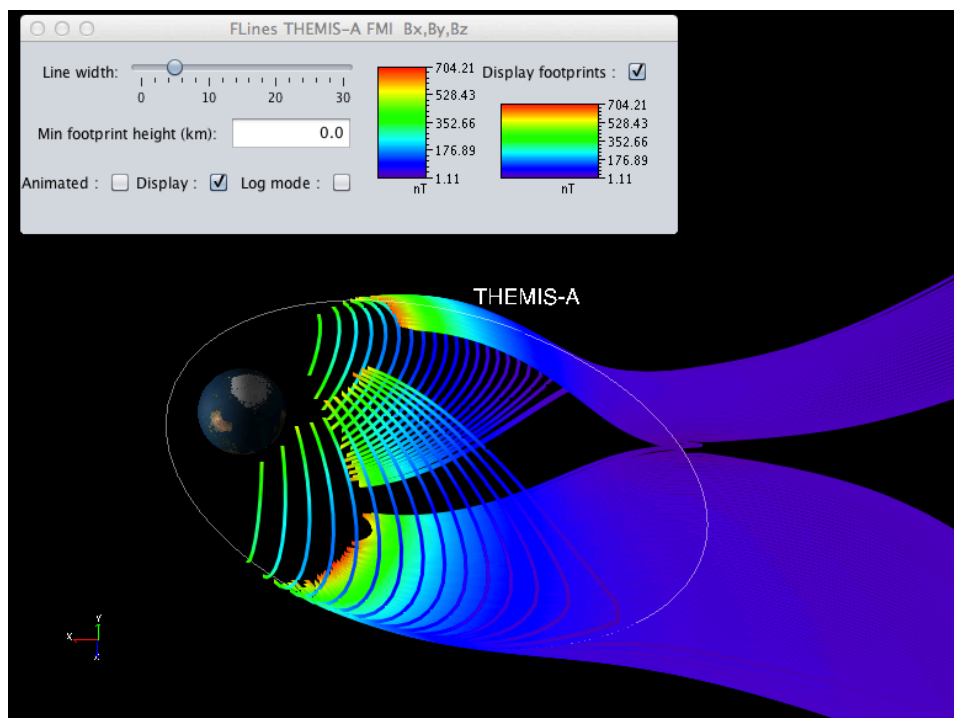 FLines THEMIS-A FMI Bx,By,Bz
Line width:
0 10 20 30
Min footprint height (km): 0.0
Animated : Display : Log mode :
704.21
528.43
352.66
176.89
1.11
nT
Display footprints :
704.21
528.43
352.66
176.89
1.11
nT
THEMIS-A
Y
X